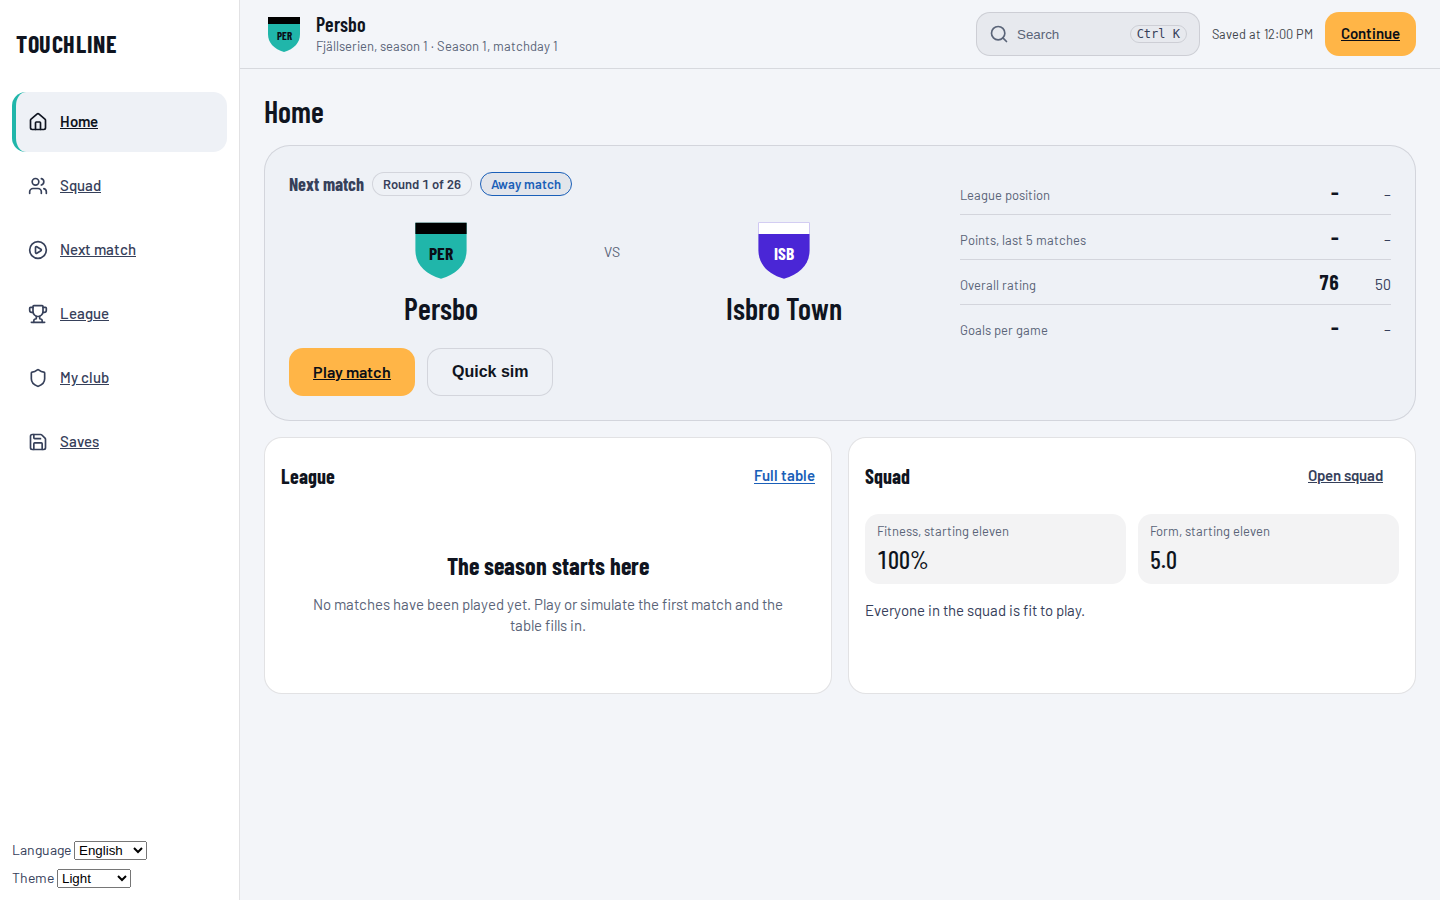 TOUCHLINE
Home
Squad
Next match
League
My club
Saves
Language English
Theme Light
PER
Persbo
Fjällserien, season 1 · Season 1, matchday 1
Search Ctrl K
Saved at 12:00 PM
Continue
Home
Next match Round 1 of 26 Away match
PER
Persbo
VS
ISB
Isbro Town
Play match
Quick sim
League position - –
Points, last 5 matches - –
Overall rating 76 50
Goals per game - –
League
Full table
The season starts here
No matches have been played yet. Play or simulate the first match and the
table fills in.
Squad
Open squad
Fitness, starting eleven
100%
Form, starting eleven
5.0
Everyone in the squad is fit to play.